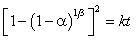 [1-(1-α)^{1/3}]^2 = kt